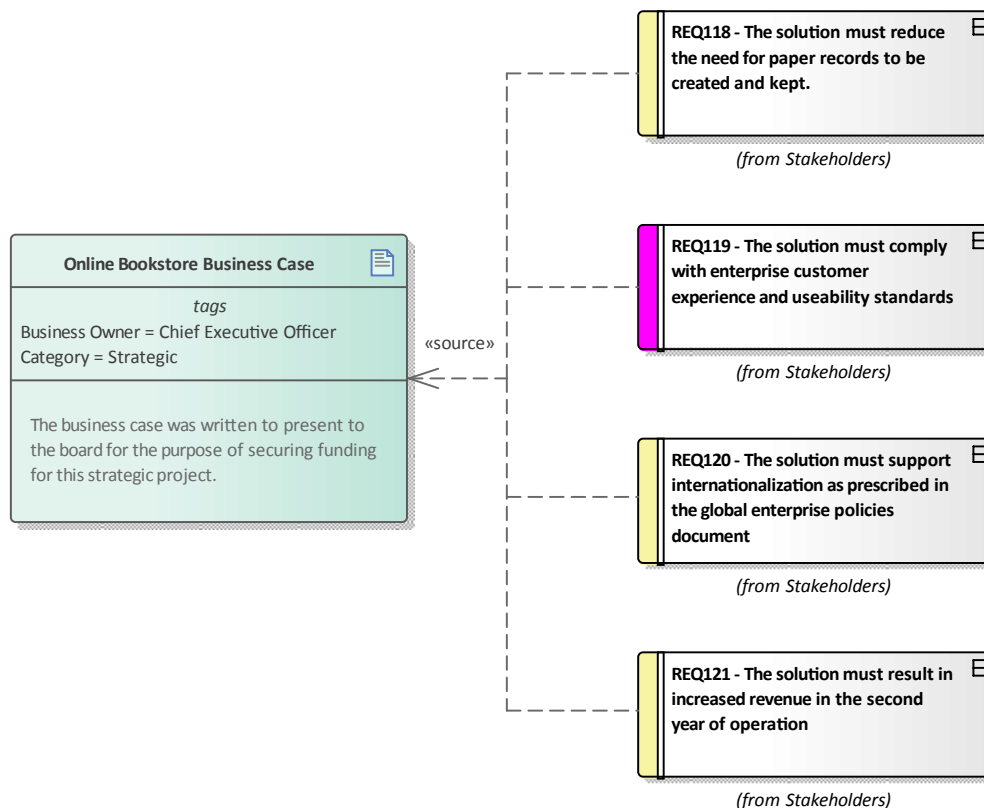 REQ118 - The solution must reduce
the need for paper records to be
created and kept.
(from Stakeholders)
Online Bookstore Business Case
tags
Business Owner = Chief Executive Officer
Category = Strategic
The business case was written to present to
the board for the purpose of securing funding
for this strategic project.
«source»
REQ119 - The solution must comply
with enterprise customer
experience and useability standards
(from Stakeholders)
REQ120 - The solution must support
internationalization as prescribed in
the global enterprise policies
document
(from Stakeholders)
REQ121 - The solution must result in
increased revenue in the second
year of operation
(from Stakeholders)